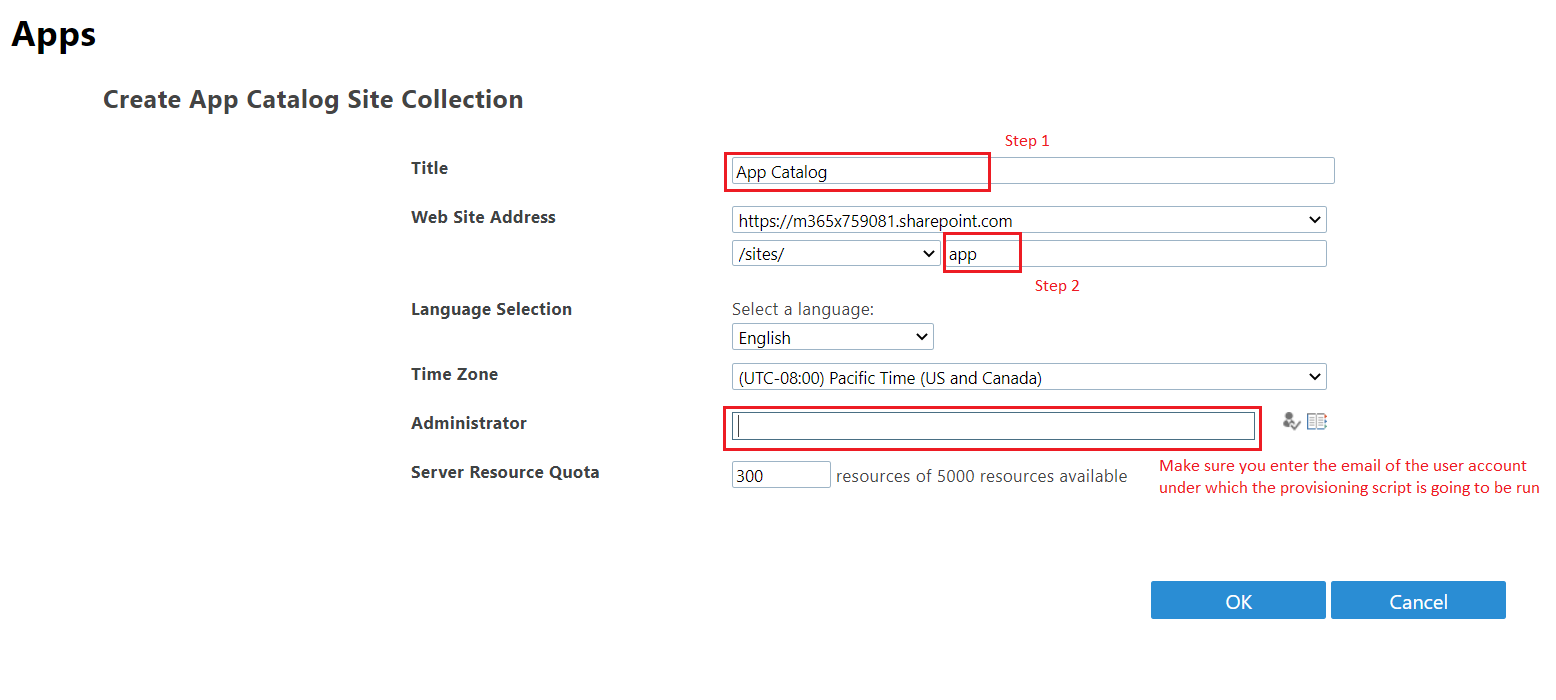 Apps
Create App Catalog Site Collection
Step 1
Title
App Catalog
Web Site Address
https://m365x759081.sharepoint.com
/sites/
app
Step 2
Language Selection
Select a language:
English
Time Zone
(UTC-08:00) Pacific Time (US and Canada)
Administrator
Server Resource Quota
300
resources of 5000 resources available
Make sure you enter the email of the user account
under which the provisioning script is going to be run
OK
Cancel